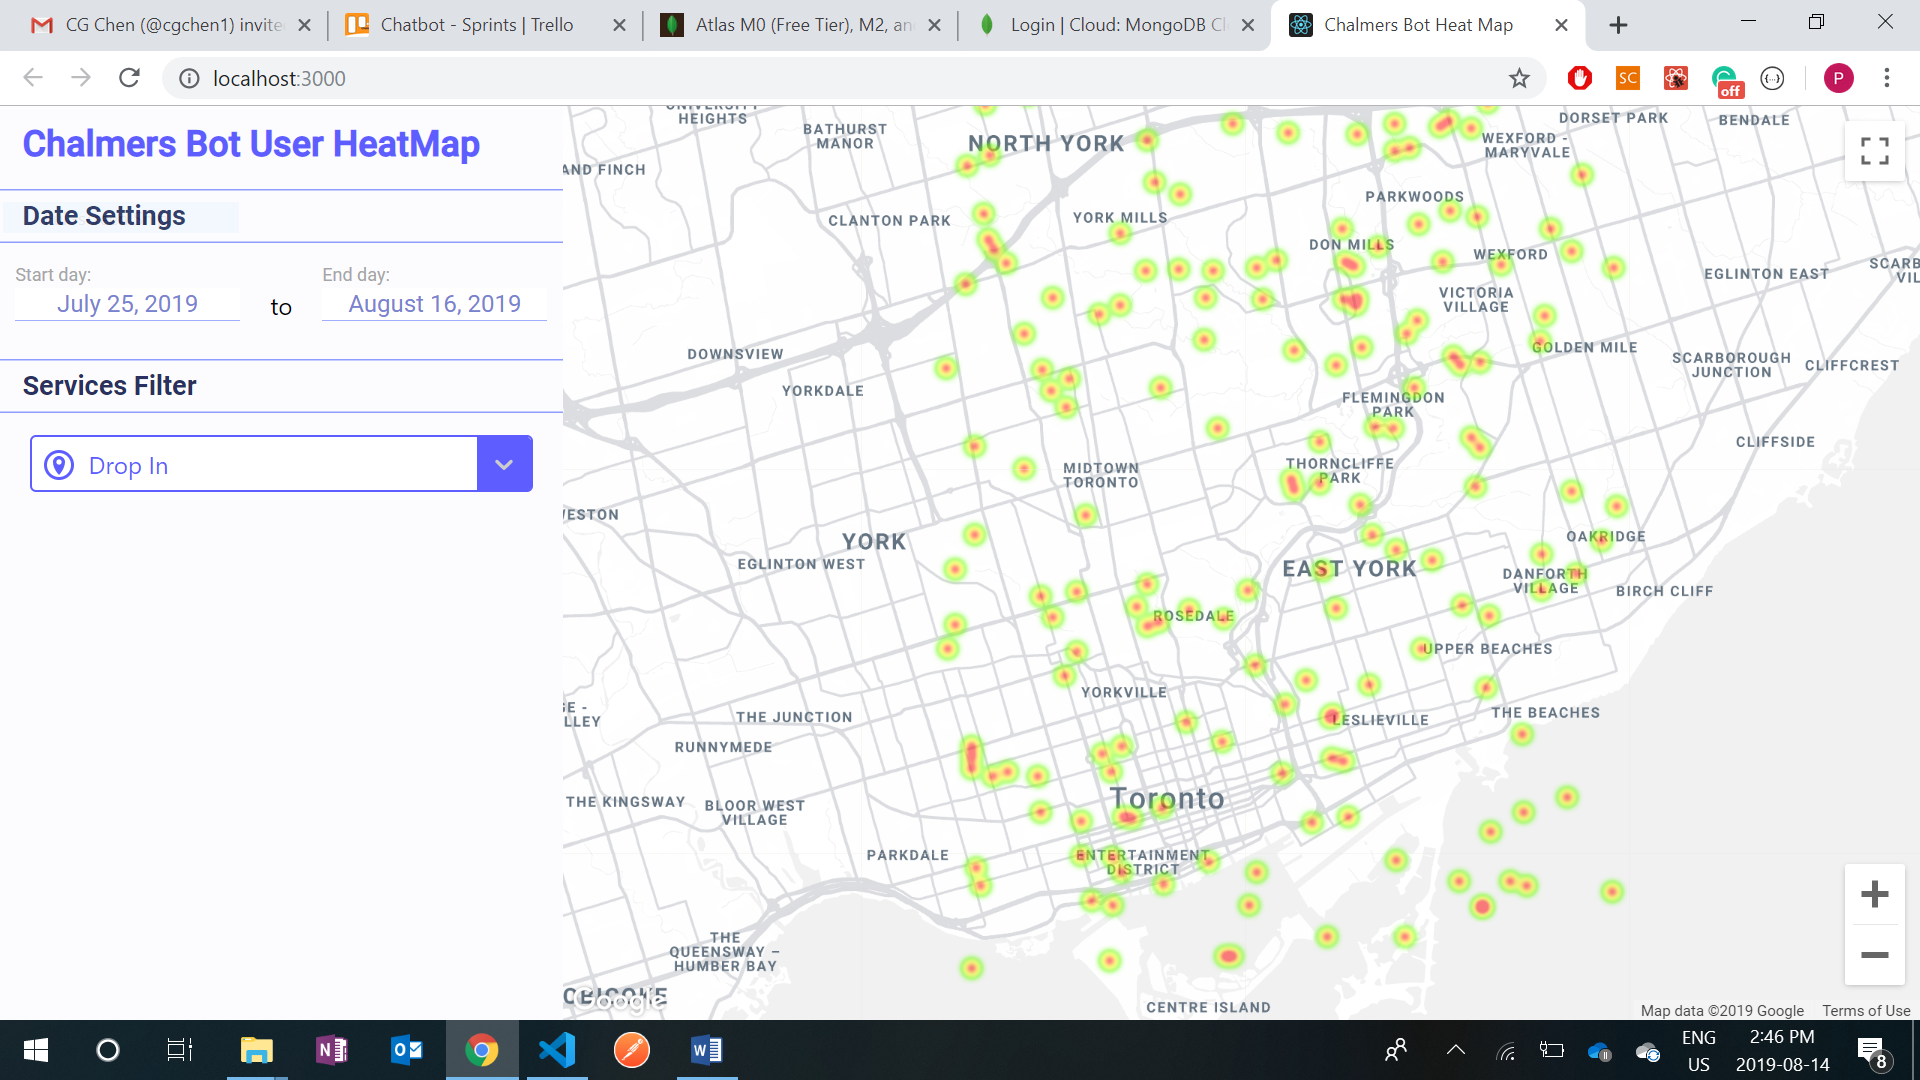 CG Chen (@cgchen1) invite
Chatbot - Sprints | Trello
Atlas M0 (Free Tier), M2, an
Login | Cloud: MongoDB Cl
Chalmers Bot Heat Map
localhost:3000
SC
off
P
Chalmers Bot User HeatMap
Date Settings
Start day:
July 25, 2019
to
End day:
August 16, 2019
Services Filter
Drop In
UNIVERSITY
HEIGHTS
BATHURST
MANOR
NORTH YORK
DORSET PARK
BENDALE
WEXFORD -
MARYVALE
AND FINCH
CLANTON PARK
YORK MILLS
PARKWOODS
DON MILLS
WEXFORD
EGLINTON EAST
SCARB
VIL
VICTORIA
VILLAGE
DOWNSVIEW
YORKDALE
GOLDEN MILE
SCARBOROUGH
JUNCTION
CLIFFCREST
FLEMINGDON
PARK
CLIFFSIDE
MIDTOWN
TORONTO
THORNCLIFFE
PARK
WESTON
YORK
EGLINTON WEST
OAKRIDGE
EAST YORK
DANFORTH
VILLAGE
BIRCH CLIFF
ROSEDALE
UPPER BEACHES
YORKVILLE
GE -
LLEY
THE JUNCTION
LESLIEVILLE
THE BEACHES
RUNNYMEDE
THE KINGSWAY
BLOOR WEST
VILLAGE
Toronto
PARKDALE
ENTERTAINMENT
DISTRICT
THE
QUEENSWAY –
HUMBER BAY
OBICOKE
Google
CENTRE ISLAND
Map data ©2019 Google
Terms of Use
ENG
US
2:46 PM
2019-08-14
8